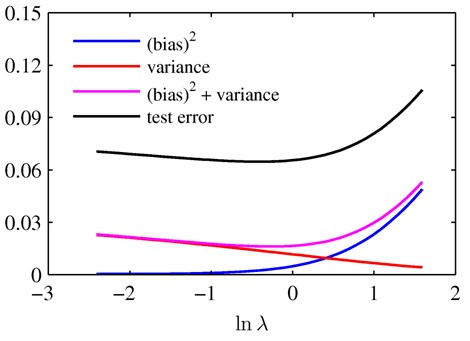 0.15
0.12
0.09
0.06
0.03
0
(bias)²
variance
(bias)² + variance
test error
−3 −2 −1 0 1 2
ln λ